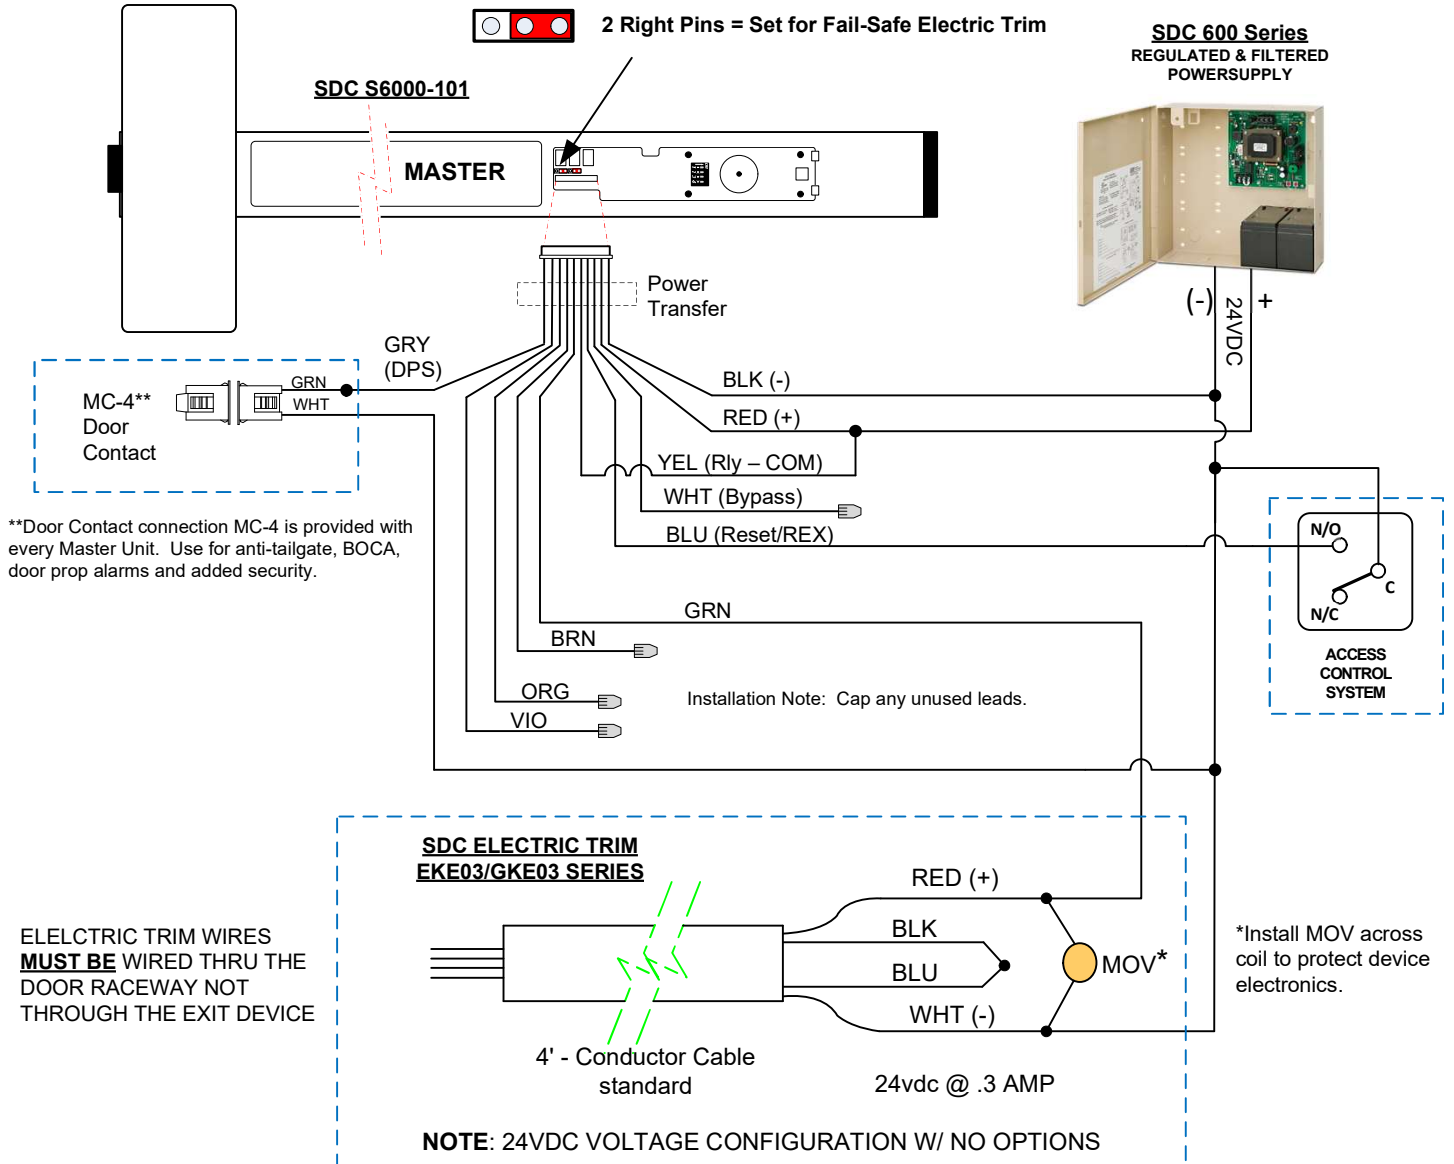 2 Right Pins = Set for Fail-Safe Electric Trim
SDC 600 Series
REGULATED & FILTERED
POWERSUPPLY
SDC S6000-101
MASTER
Power
Transfer
(-)
24VDC
+
GRY
(DPS)
MC-4**
Door
Contact
GRN
WHT
BLK (-)
RED (+)
YEL (Rly – COM)
WHT (Bypass)
BLU (Reset/REX)
**Door Contact connection MC-4 is provided with
every Master Unit.  Use for anti-tailgate, BOCA,
door prop alarms and added security.
N/O
C
N/C
ACCESS
CONTROL
SYSTEM
GRN
BRN
ORG
VIO
Installation Note:  Cap any unused leads.
SDC ELECTRIC TRIM
EKE03/GKE03 SERIES
RED (+)
BLK
BLU
WHT (-)
MOV*
*Install MOV across
coil to protect device
electronics.
ELELCTRIC TRIM WIRES
MUST BE WIRED THRU THE
DOOR RACEWAY NOT
THROUGH THE EXIT DEVICE
4' - Conductor Cable
standard
24vdc @ .3 AMP
NOTE: 24VDC VOLTAGE CONFIGURATION W/ NO OPTIONS